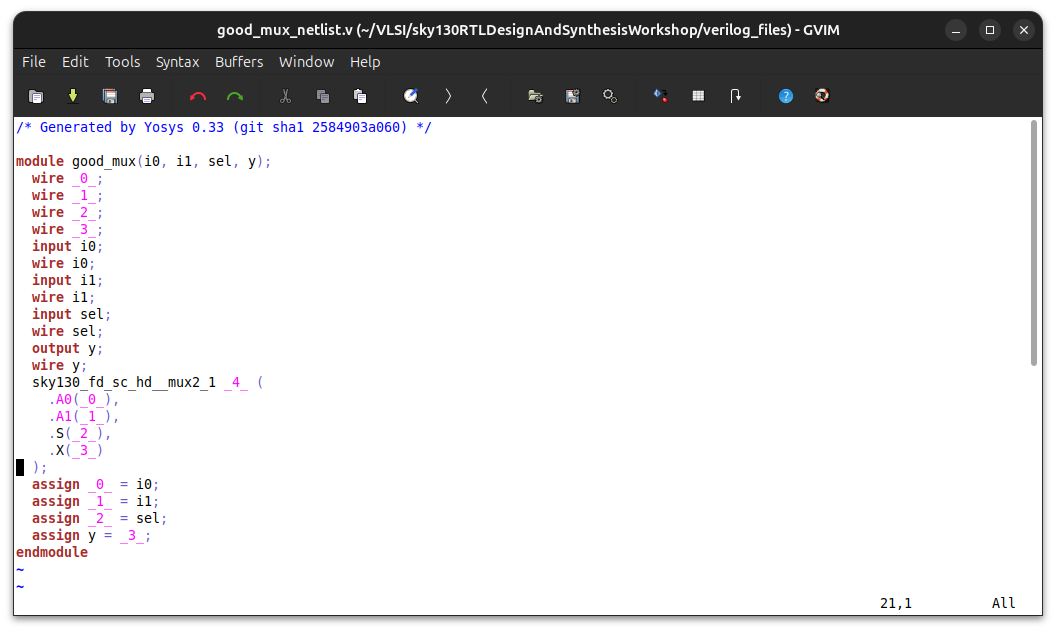 good_mux_netlist.v (~/VLSI/sky130RTLDesignAndSynthesisWorkshop/verilog_files) - GVIM
File Edit Tools Syntax Buffers Window Help
/* Generated by Yosys 0.33 (git sha1 2584903a060) */
module good_mux(i0, i1, sel, y);
  wire _0_;
  wire _1_;
  wire _2_;
  wire _3_;
  input i0;
  wire i0;
  input i1;
  wire i1;
  input sel;
  wire sel;
  output y;
  wire y;
  sky130_fd_sc_hd__mux2_1 _4_ (
    .A0(_0_),
    .A1(_1_),
    .S(_2_),
    .X(_3_)
  );
  assign _0_ = i0;
  assign _1_ = i1;
  assign _2_ = sel;
  assign y = _3_;
endmodule
~
~
21,1 All